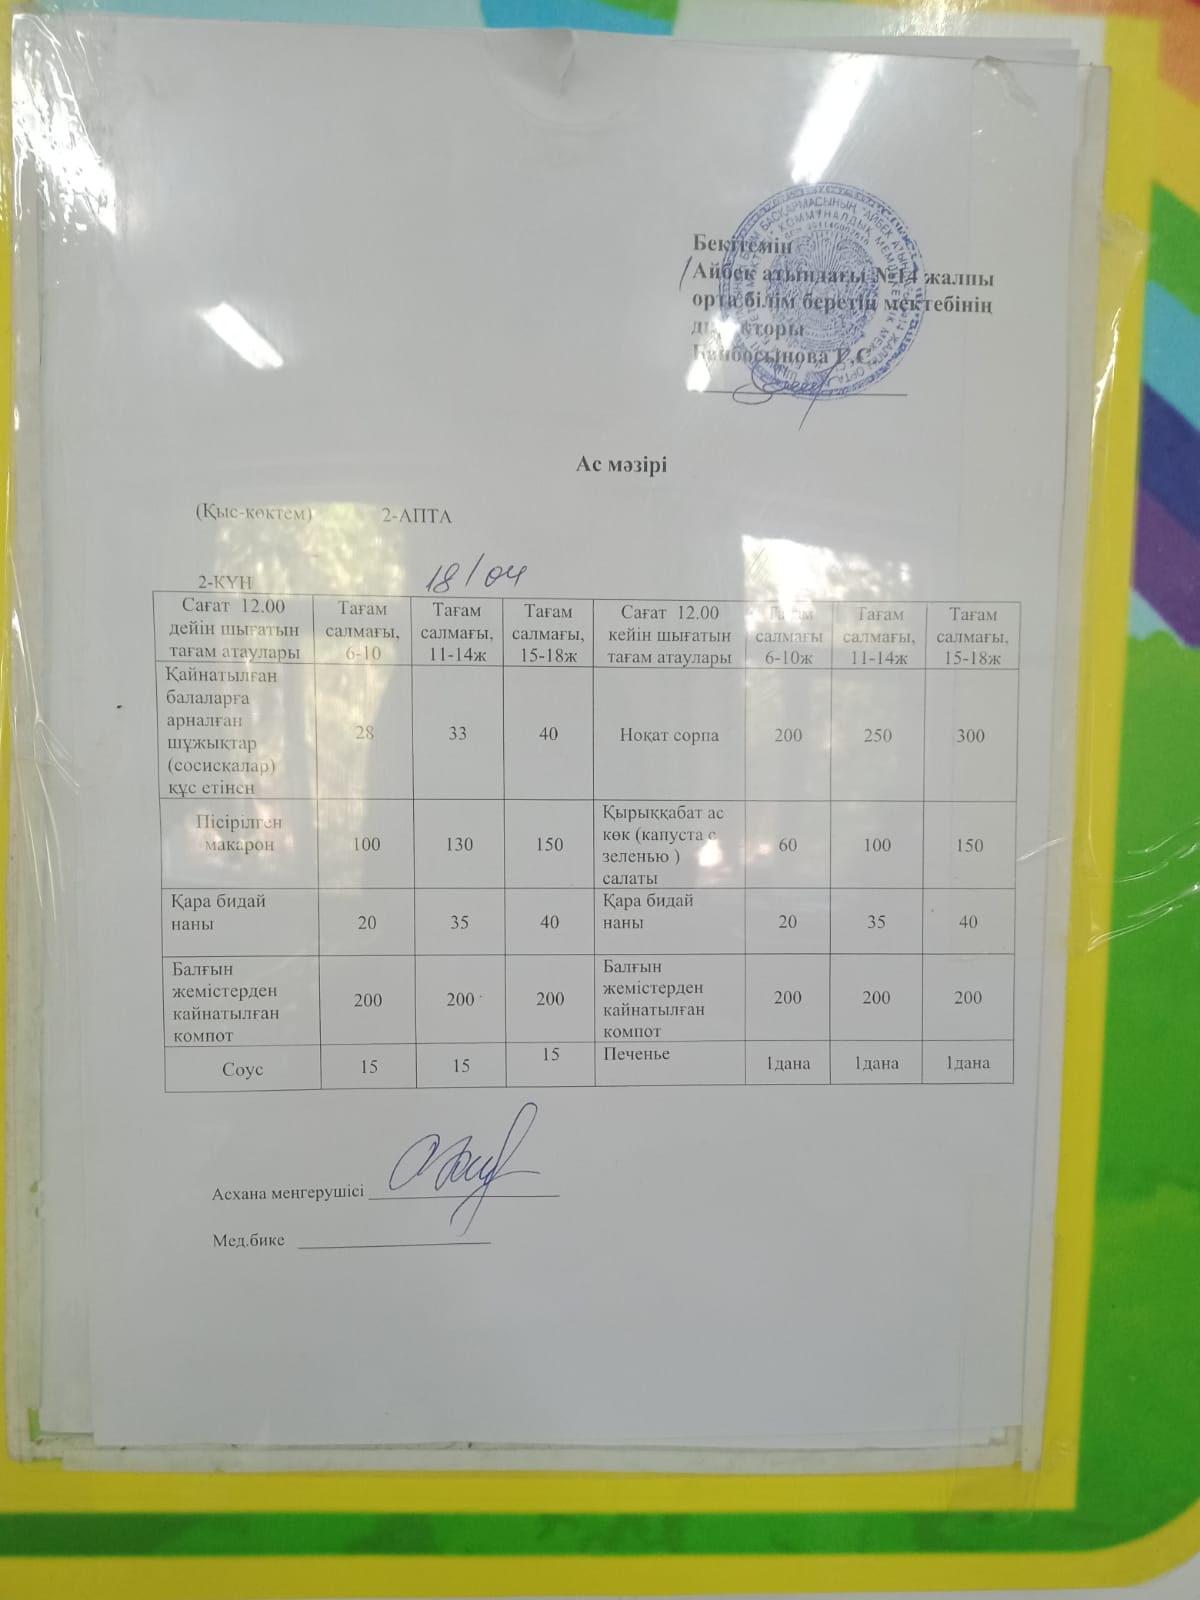 Бекітемін
Айбек атындағы №14 жалпы
орта білім беретін мектебінің
директоры
Байбосынова Г.С.
Ас мәзірі
(Қыс-көктем) 2-АПТА
2-КҮН 18/04
Сағат 12.00
дейін шығатын
тағам атаулары
Тағам
салмағы,
6-10
Тағам
салмағы,
11-14ж
Тағам
салмағы,
15-18ж
Сағат 12.00
кейін шығатын
тағам атаулары
Тағам
салмағы
6-10ж
Тағам
салмағы,
11-14ж
Тағам
салмағы,
15-18ж
Қайнатылған
балаларға
арналған
шұжықтар
(сосискалар)
құс етінен
28
33
40
Ноқат сорпа
200
250
300
Пісірілген
макарон
100
130
150
Қырыққабат ас
көк (капуста с
зеленью )
салаты
60
100
150
Қара бидай
наны
20
35
40
Қара бидай
наны
20
35
40
Балғын
жемістерден
кайнатылған
компот
200
200
200
Балғын
жемістерден
кайнатылған
компот
200
200
200
Соус
15
15
15
Печенье
1дана
1дана
1дана
Асхана меңгерушісі
Мед.бике